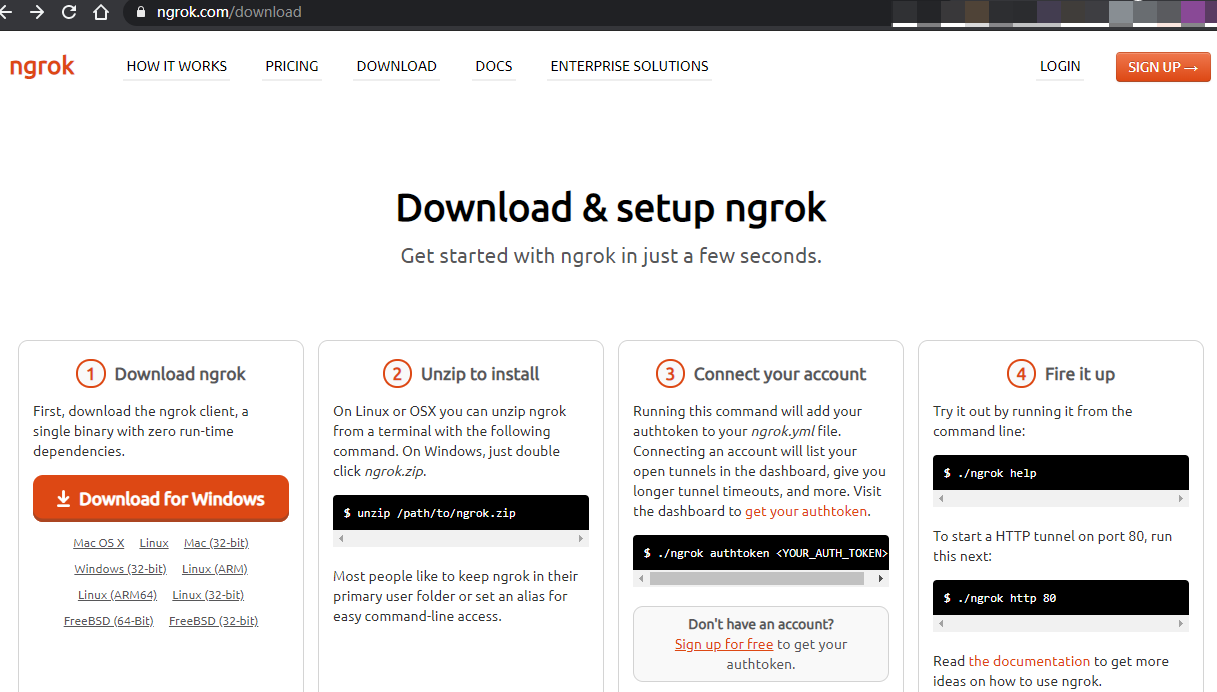 ngrok.com/download
ngrok
HOW IT WORKS
PRICING
DOWNLOAD
DOCS
ENTERPRISE SOLUTIONS
LOGIN
SIGN UP →
Download & setup ngrok
Get started with ngrok in just a few seconds.
1 Download ngrok
First, download the ngrok client, a
single binary with zero run-time
dependencies.
Download for Windows
Mac OS X Linux Mac (32-bit)
Windows (32-bit) Linux (ARM)
Linux (ARM64) Linux (32-bit)
FreeBSD (64-Bit) FreeBSD (32-bit)
2 Unzip to install
On Linux or OSX you can unzip ngrok
from a terminal with the following
command. On Windows, just double
click ngrok.zip.
$ unzip /path/to/ngrok.zip
Most people like to keep ngrok in their
primary user folder or set an alias for
easy command-line access.
3 Connect your account
Running this command will add your
authtoken to your ngrok.yml file.
Connecting an account will list your
open tunnels in the dashboard, give you
longer tunnel timeouts, and more. Visit
the dashboard to get your authtoken.
$ ./ngrok authtoken <YOUR_AUTH_TOKEN>
Don't have an account?
Sign up for free to get your
authtoken.
4 Fire it up
Try it out by running it from the
command line:
$ ./ngrok help
To start a HTTP tunnel on port 80, run
this next:
$ ./ngrok http 80
Read the documentation to get more
ideas on how to use ngrok.